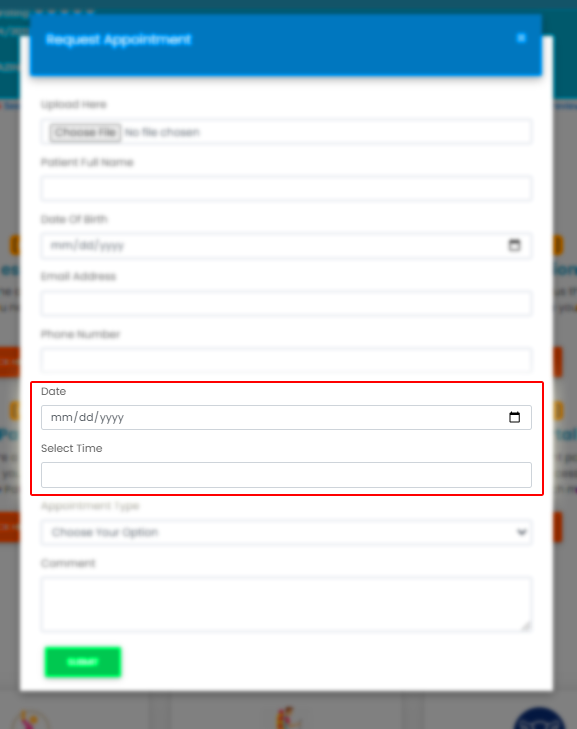 Request Appointment
×
Upload Here
Choose File No file chosen
Patient Full Name
Date Of Birth
mm/dd/yyyy
Email Address
Phone Number
Date
mm/dd/yyyy
Select Time
Appointment Type
Choose Your Option
Comment
SUBMIT